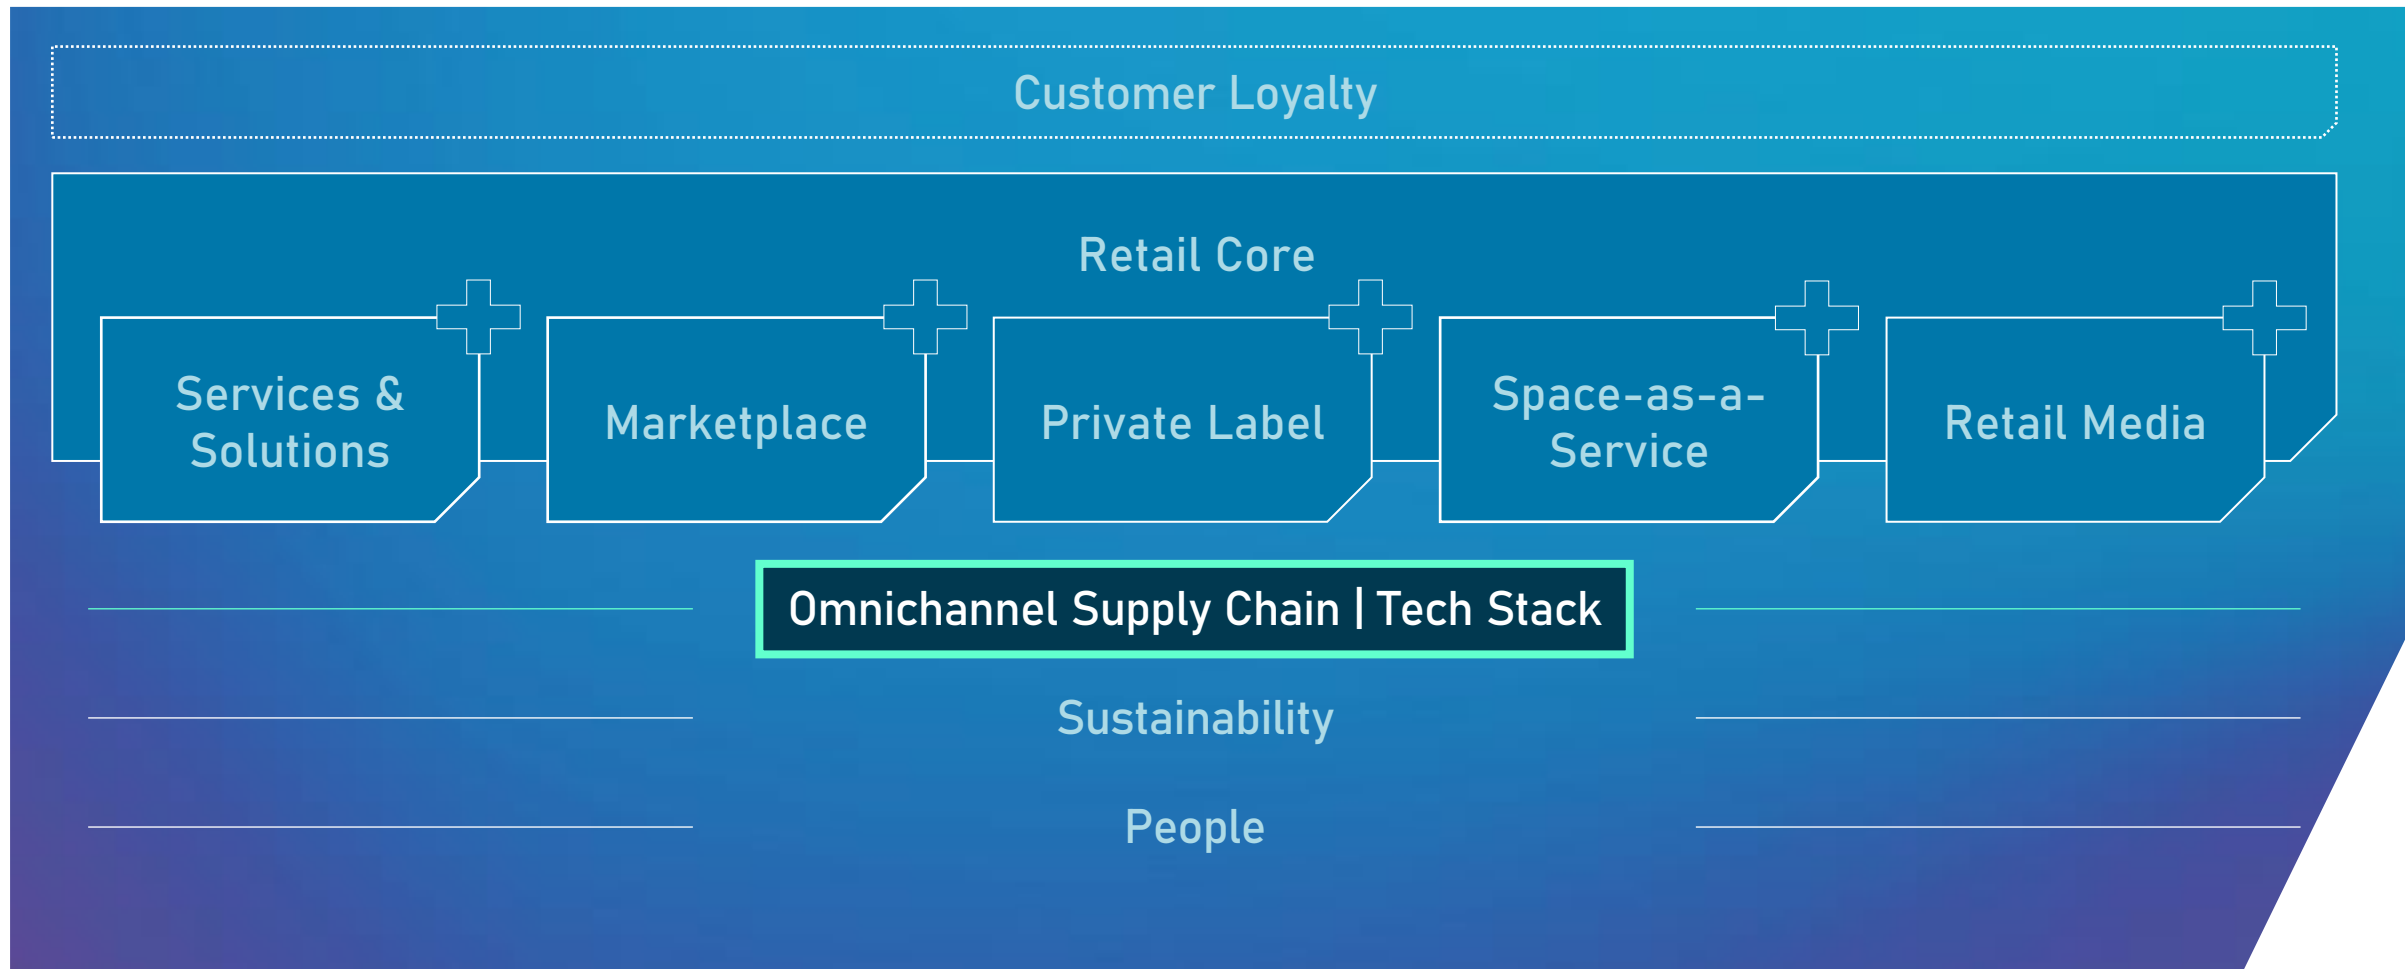 Customer Loyalty
Retail Core
Services &
Solutions
Marketplace
Private Label
Space-as-a-
Service
Retail Media
Omnichannel Supply Chain | Tech Stack
Sustainability
People